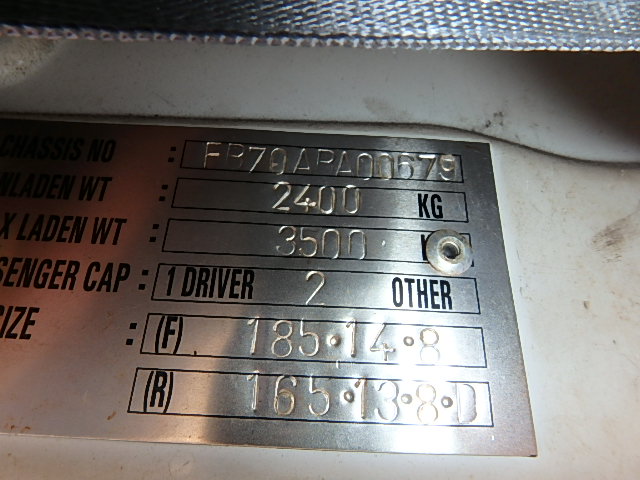 CHASSIS NO : FB70ABA00679
NLADEN WT : 2400 KG
X LADEN WT : 3500
SENGER CAP : 1 DRIVER 2 OTHER
IZE : (F) 185·14·8
(R) 165·13·8·D